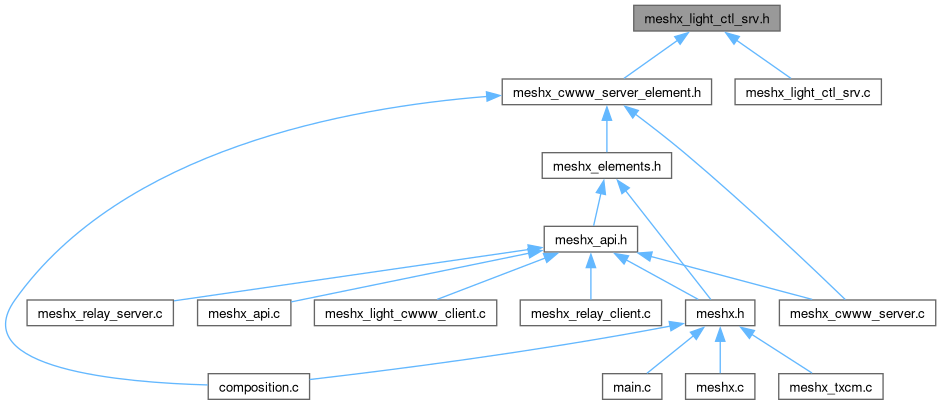 meshx_light_ctl_srv.h
meshx_cwww_server_element.h
meshx_light_ctl_srv.c
meshx_elements.h
meshx_api.h
meshx_relay_server.c
meshx_api.c
meshx_light_cwww_client.c
meshx_relay_client.c
meshx.h
meshx_cwww_server.c
composition.c
main.c
meshx.c
meshx_txcm.c